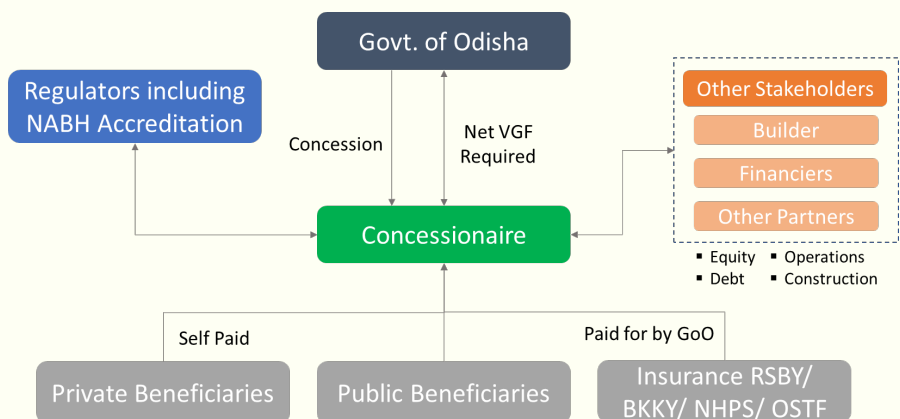 Govt. of Odisha
Regulators including
NABH Accreditation
Concession
Net VGF
Required
Other Stakeholders
Builder
Financiers
Other Partners
Concessionaire
▪ Equity ▪ Operations
▪ Debt ▪ Construction
Self Paid
Paid for by GoO
Private Beneficiaries
Public Beneficiaries
Insurance RSBY/
BKKY/ NHPS/ OSTF